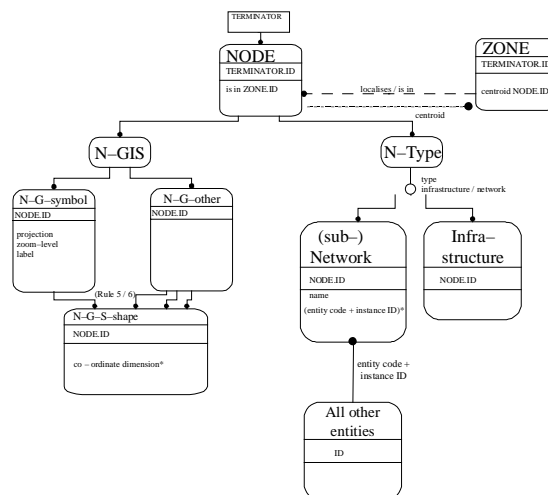 TERMINATOR
NODE
TERMINATOR.ID
is in ZONE.ID
ZONE
TERMINATOR.ID
centroid NODE.ID
localises / is in
centroid
N–GIS
N–Type
type
infrastructure / network
N–G–symbol
NODE.ID
projection
zoom–level
label
N–G–other
NODE.ID
(sub–)
Network
NODE.ID
name
(entity code + instance ID)*
Infra–
structure
NODE.ID
(Rule 5 / 6)
N–G–S–shape
NODE.ID
co – ordinate dimension*
entity code +
instance ID
All other
entities
ID